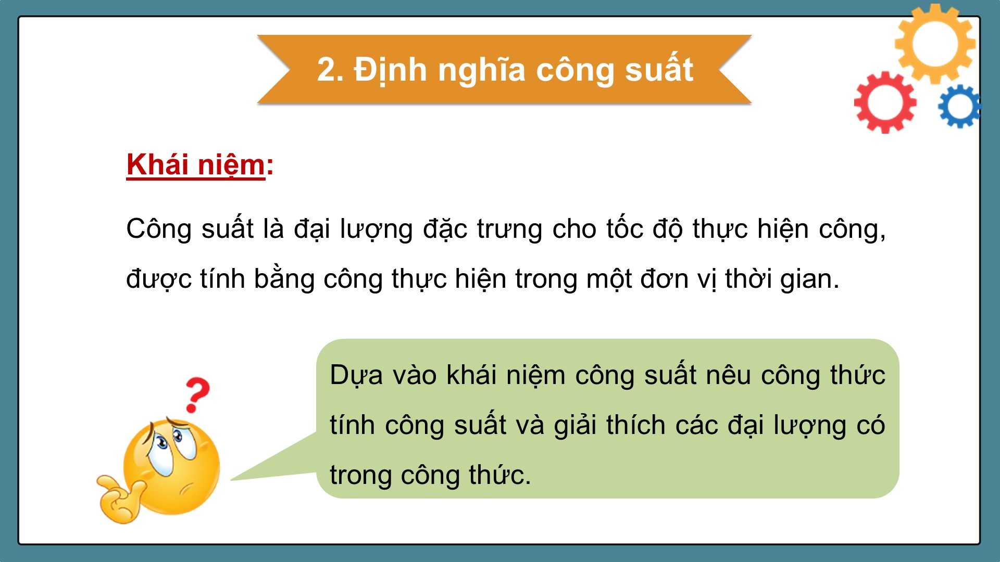 2. Định nghĩa công suất
Khái niệm:
Công suất là đại lượng đặc trưng cho tốc độ thực hiện công,
được tính bằng công thực hiện trong một đơn vị thời gian.
?
Dựa vào khái niệm công suất nêu công thức
tính công suất và giải thích các đại lượng có
trong công thức.